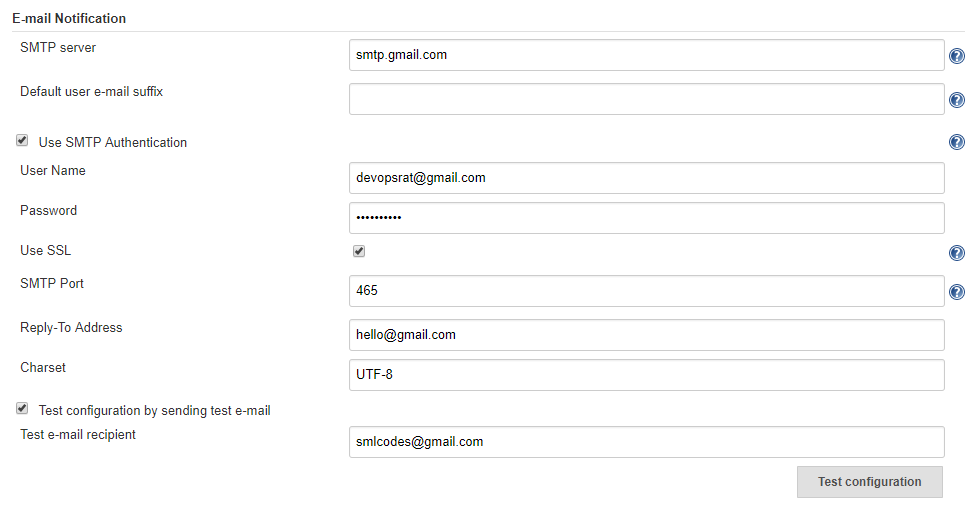 E-mail Notification
SMTP server
smtp.gmail.com
?
Default user e-mail suffix
?
Use SMTP Authentication
?
User Name
devopsrat@gmail.com
Password
••••••••••
Use SSL
?
SMTP Port
465
?
Reply-To Address
hello@gmail.com
Charset
UTF-8
Test configuration by sending test e-mail
Test e-mail recipient
smlcodes@gmail.com
Test configuration